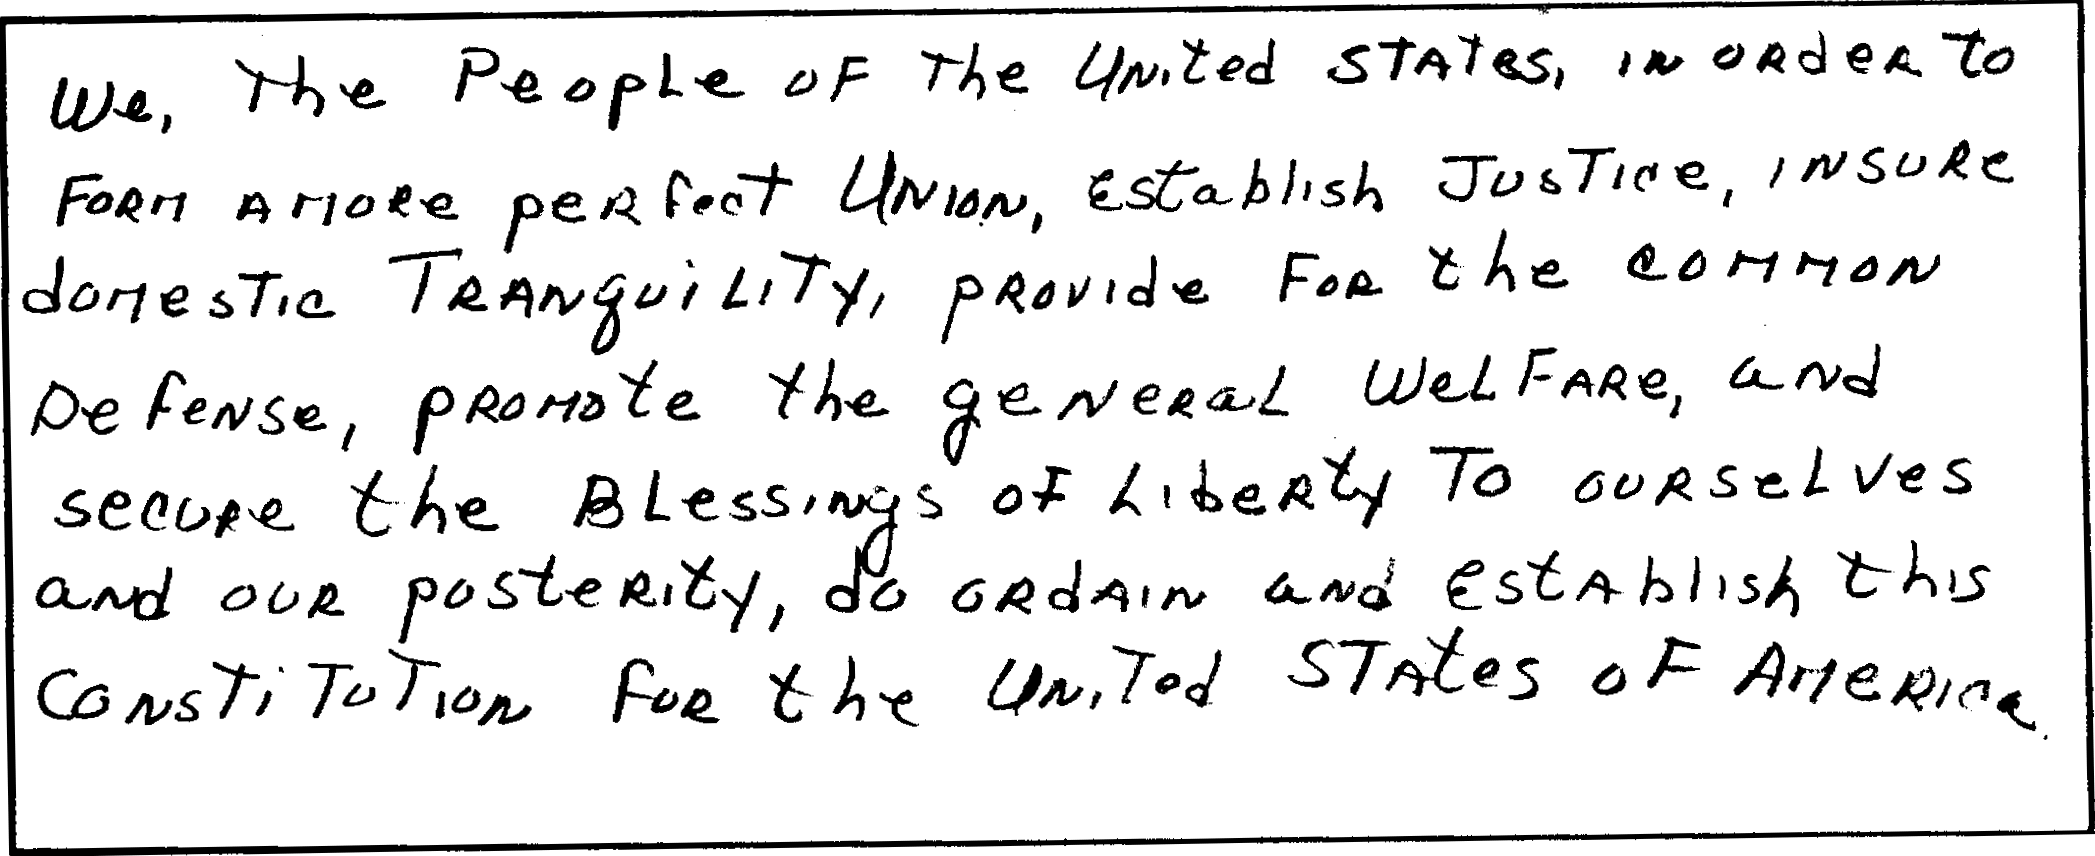 We, The People of The United States, in order to
Form a more perfect Union, Establish Justice, insure
domestic Tranquility, provide For the common
Defense, promote the general Welfare, and
secure the Blessings of Liberty To ourselves
and our posterity, do ordain and Establish this
Constitution for the United States of America.